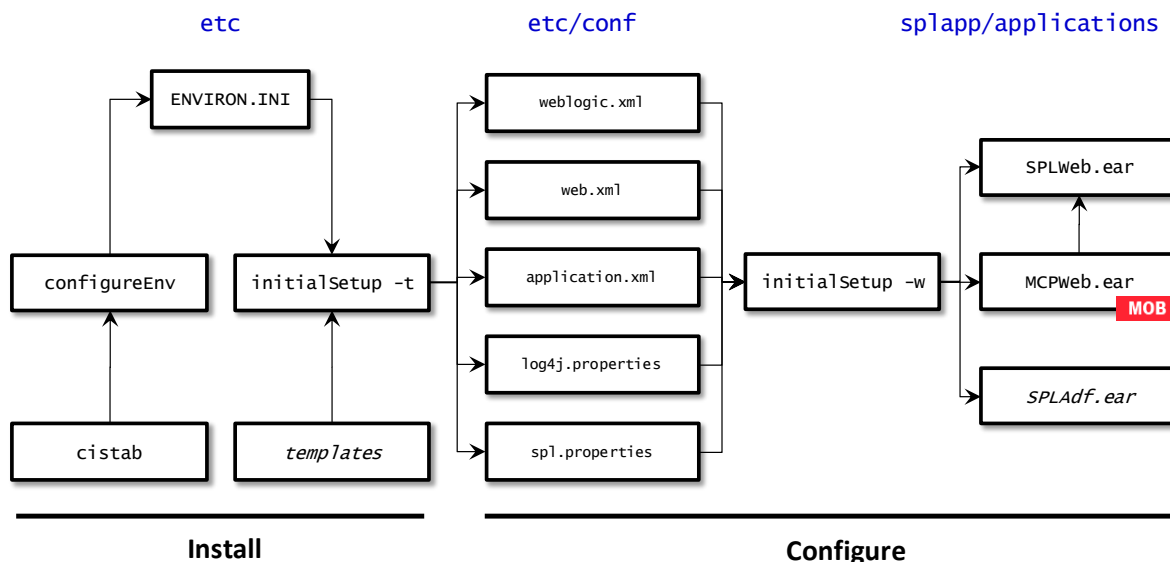 etc
etc/conf
splapp/applications
ENVIRON.INI
weblogic.xml
web.xml
SPLWeb.ear
configureEnv
initialSetup -t
application.xml
initialSetup -w
MCPWeb.ear
MOB
log4j.properties
SPLAdf.ear
cistab
templates
spl.properties
Install
Configure